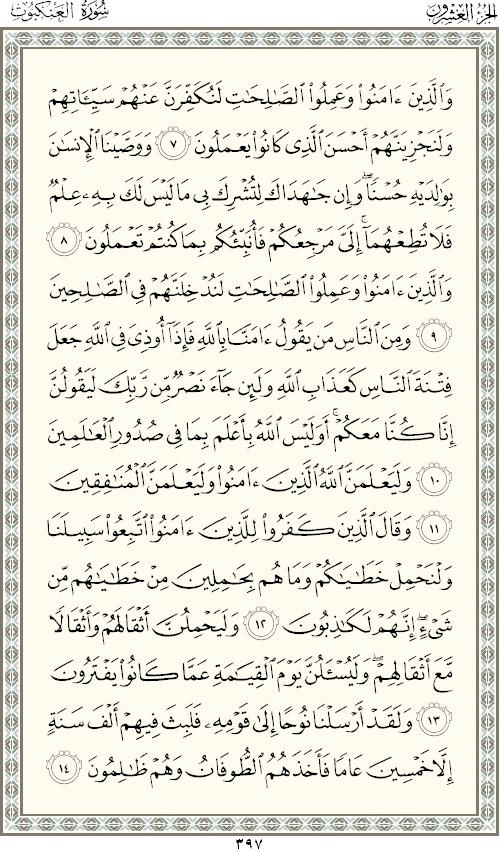 الجزء العشرون
سورة العنكبوت
وَٱلَّذِينَ ءَامَنُوا۟ وَعَمِلُوا۟ ٱلصَّـٰلِحَـٰتِ لَنُكَفِّرَنَّ عَنْهُمْ سَيِّـَٔاتِهِمْ
وَلَنَجْزِيَنَّهُمْ أَحْسَنَ ٱلَّذِى كَانُوا۟ يَعْمَلُونَ ٧ وَوَصَّيْنَا ٱلْإِنسَـٰنَ
بِوَٰلِدَيْهِ حُسْنًا ۖ وَإِن جَـٰهَدَاكَ لِتُشْرِكَ بِى مَا لَيْسَ لَكَ بِهِۦ عِلْمٌ
فَلَا تُطِعْهُمَآ ۚ إِلَىَّ مَرْجِعُكُمْ فَأُنَبِّئُكُم بِمَا كُنتُمْ تَعْمَلُونَ ٨
وَٱلَّذِينَ ءَامَنُوا۟ وَعَمِلُوا۟ ٱلصَّـٰلِحَـٰتِ لَنُدْخِلَنَّهُمْ فِى ٱلصَّـٰلِحِينَ
٩ وَمِنَ ٱلنَّاسِ مَن يَقُولُ ءَامَنَّا بِٱللَّهِ فَإِذَآ أُوذِىَ فِى ٱللَّهِ جَعَلَ
فِتْنَةَ ٱلنَّاسِ كَعَذَابِ ٱللَّهِ وَلَئِن جَآءَ نَصْرٌ مِّن رَّبِّكَ لَيَقُولُنَّ
إِنَّا كُنَّا مَعَكُمْ ۚ أَوَلَيْسَ ٱللَّهُ بِأَعْلَمَ بِمَا فِى صُدُورِ ٱلْعَـٰلَمِينَ
١٠ وَلَيَعْلَمَنَّ ٱللَّهُ ٱلَّذِينَ ءَامَنُوا۟ وَلَيَعْلَمَنَّ ٱلْمُنَـٰفِقِينَ
١١ وَقَالَ ٱلَّذِينَ كَفَرُوا۟ لِلَّذِينَ ءَامَنُوا۟ ٱتَّبِعُوا۟ سَبِيلَنَا
وَلْنَحْمِلْ خَطَـٰيَـٰكُمْ وَمَا هُم بِحَـٰمِلِينَ مِنْ خَطَـٰيَـٰهُم مِّن
شَىْءٍ ۖ إِنَّهُمْ لَكَـٰذِبُونَ ١٢ وَلَيَحْمِلُنَّ أَثْقَالَهُمْ وَأَثْقَالًا
مَّعَ أَثْقَالِهِمْ ۖ وَلَيُسْـَٔلُنَّ يَوْمَ ٱلْقِيَـٰمَةِ عَمَّا كَانُوا۟ يَفْتَرُونَ
١٣ وَلَقَدْ أَرْسَلْنَا نُوحًا إِلَىٰ قَوْمِهِۦ فَلَبِثَ فِيهِمْ أَلْفَ سَنَةٍ
إِلَّا خَمْسِينَ عَامًا فَأَخَذَهُمُ ٱلطُّوفَانُ وَهُمْ ظَـٰلِمُونَ ١٤
٣٩٧